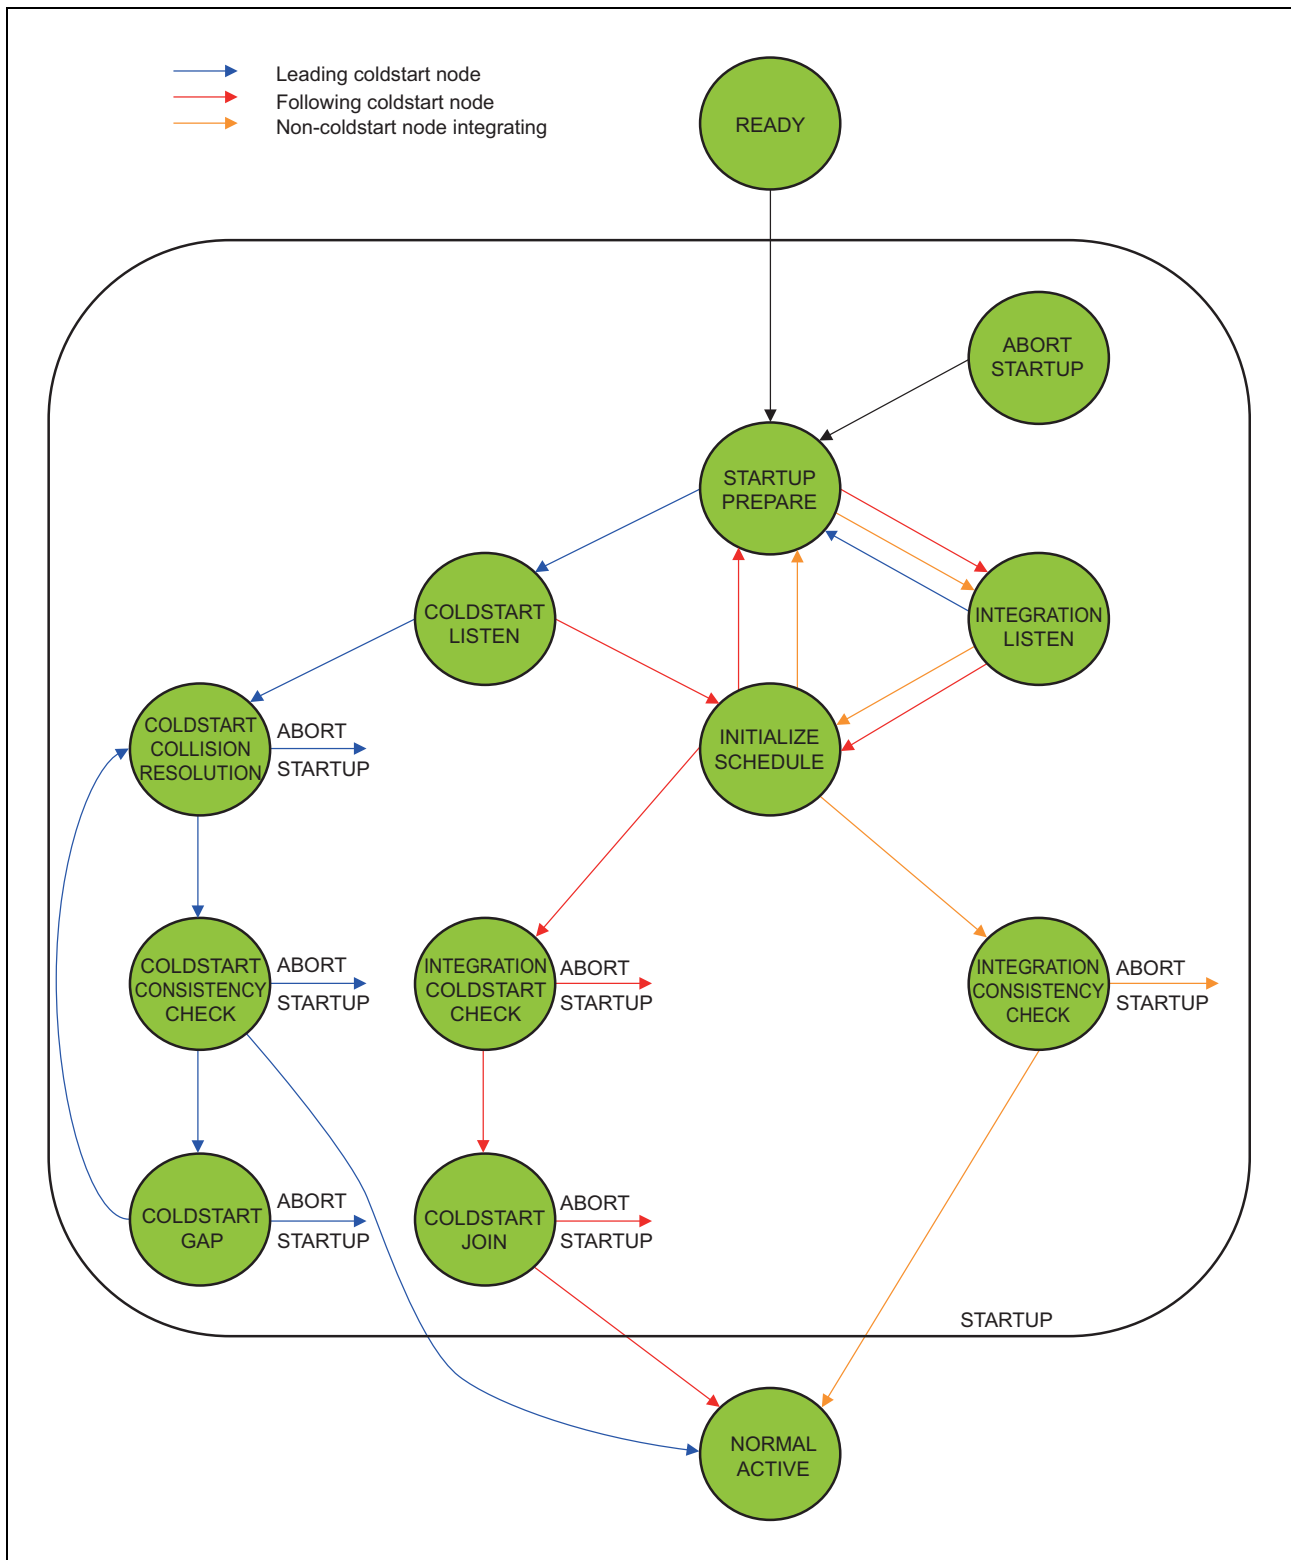 Leading coldstart node
Following coldstart node
Non-coldstart node integrating
READY
ABORT
STARTUP
STARTUP
PREPARE
COLDSTART
LISTEN
INTEGRATION
LISTEN
COLDSTART
COLLISION
RESOLUTION
ABORT
STARTUP
INITIALIZE
SCHEDULE
COLDSTART
CONSISTENCY
CHECK
ABORT
STARTUP
INTEGRATION
COLDSTART
CHECK
ABORT
STARTUP
INTEGRATION
CONSISTENCY
CHECK
ABORT
STARTUP
COLDSTART
GAP
ABORT
STARTUP
COLDSTART
JOIN
ABORT
STARTUP
STARTUP
NORMAL
ACTIVE